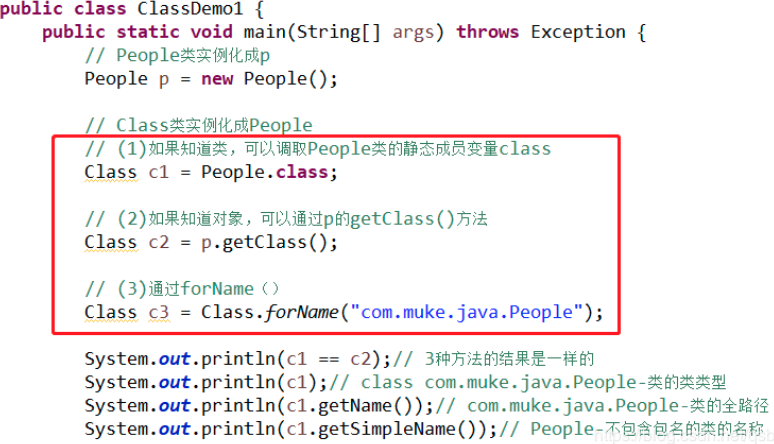 public class ClassDemo1 {
public static void main(String[] args) throws Exception {
// People类实例化成p
People p = new People();
// Class类实例化成People
// (1)如果知道类，可以调取People类的静态成员变量class
Class c1 = People.class;
// (2)如果知道对象，可以通过p的getClass()方法
Class c2 = p.getClass();
// (3)通过forName（）
Class c3 = Class.forName("com.muke.java.People");
System.out.println(c1 == c2);// 3种方法的结果是一样的
System.out.println(c1);// class com.muke.java.People-类的类类型
System.out.println(c1.getName());// com.muke.java.People-类的全路径
System.out.println(c1.getSimpleName());// People-不包含包名的类的名称